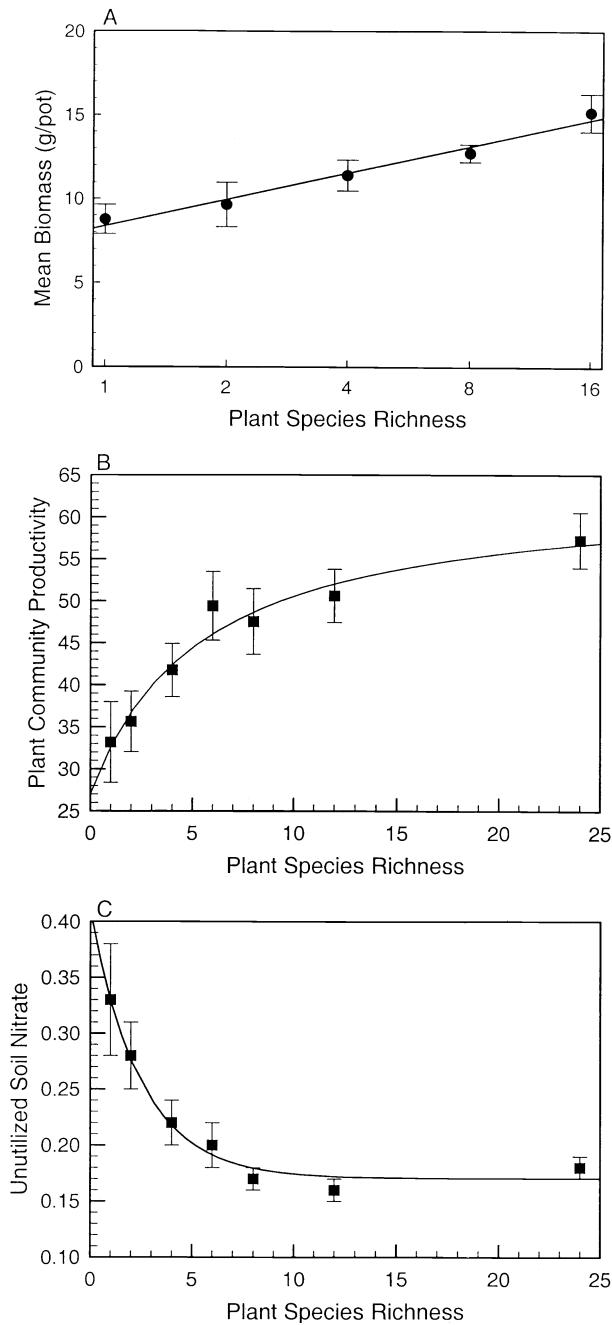 A
20
15
10
5
0
Mean Biomass (g/pot)
1 2 4 8 16
Plant Species Richness
B
65
60
55
50
45
40
35
30
25
Plant Community Productivity
0 5 10 15 20 25
Plant Species Richness
C
0.40
0.35
0.30
0.25
0.20
0.15
0.10
Unutilized Soil Nitrate
0 5 10 15 20 25
Plant Species Richness